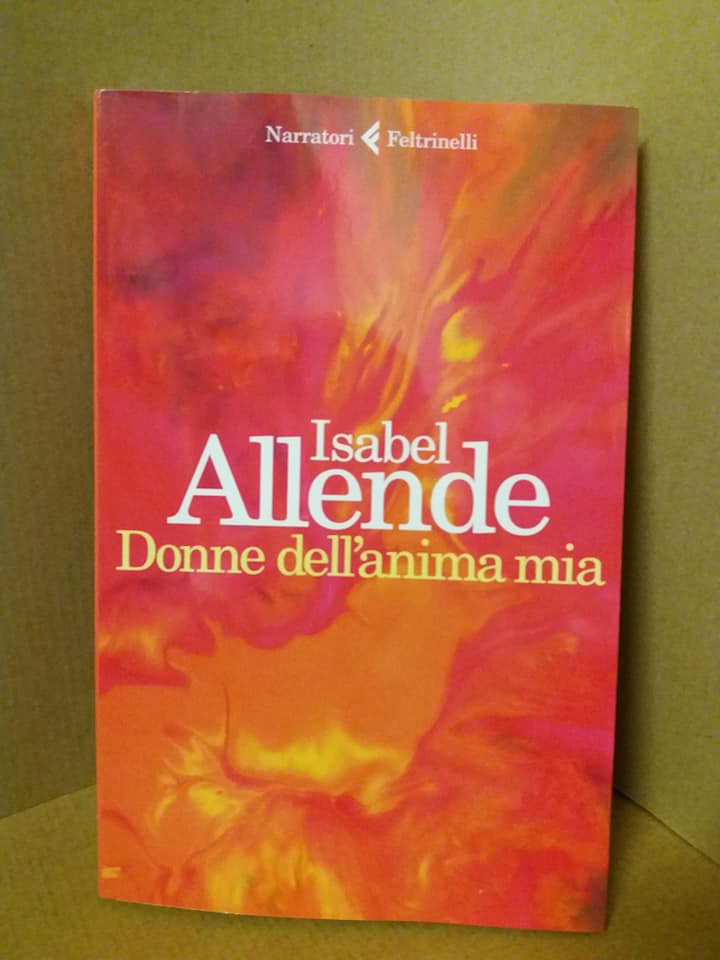 Narratori Feltrinelli
Isabel
Allende
Donne dell'anima mia